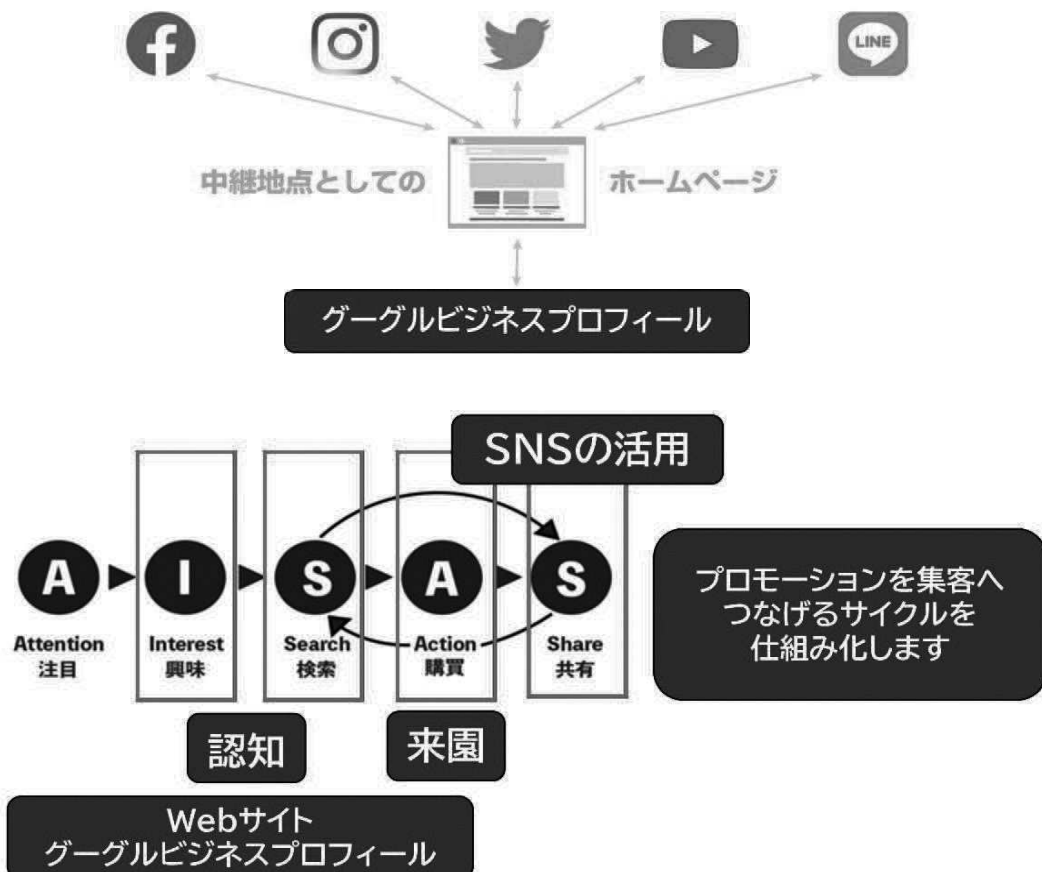 LINE
中継地点としての
ホームページ
グーグルビジネスプロフィール
SNSの活用
A
I
S
A
S
Attention
注目
Interest
興味
Search
検索
Action
購買
Share
共有
プロモーションを集客へ
つなげるサイクルを
仕組み化します
認知
来園
Webサイト
グーグルビジネスプロフィール